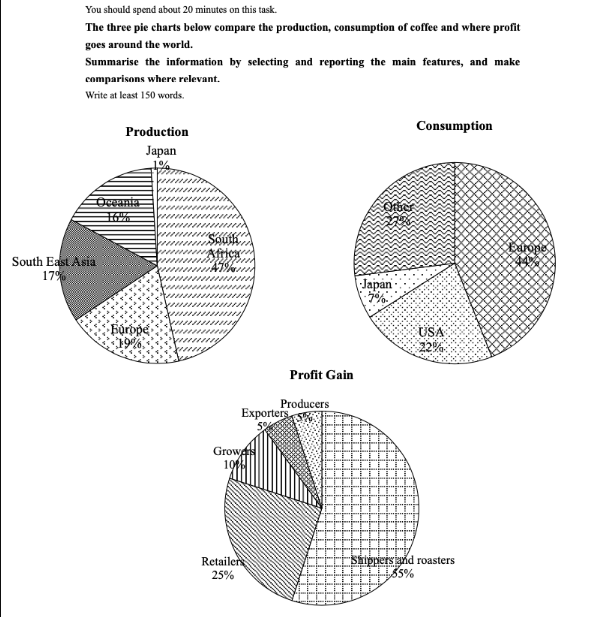 You should spend about 20 minutes on this task.
The three pie charts below compare the production, consumption of coffee and where profit
goes around the world.
Summarise the information by selecting and reporting the main features, and make
comparisons where relevant.
Write at least 150 words.
Production
Japan
1%
Oceania
16%
South East Asia
17%
Europe
19%
South
Africa
47%
Consumption
Other
27%
Europe
44%
Japan
7%
USA
22%
Profit Gain
Producers
5%
Exporters
5%
Growers
10%
Retailers
25%
Shippers and roasters
55%